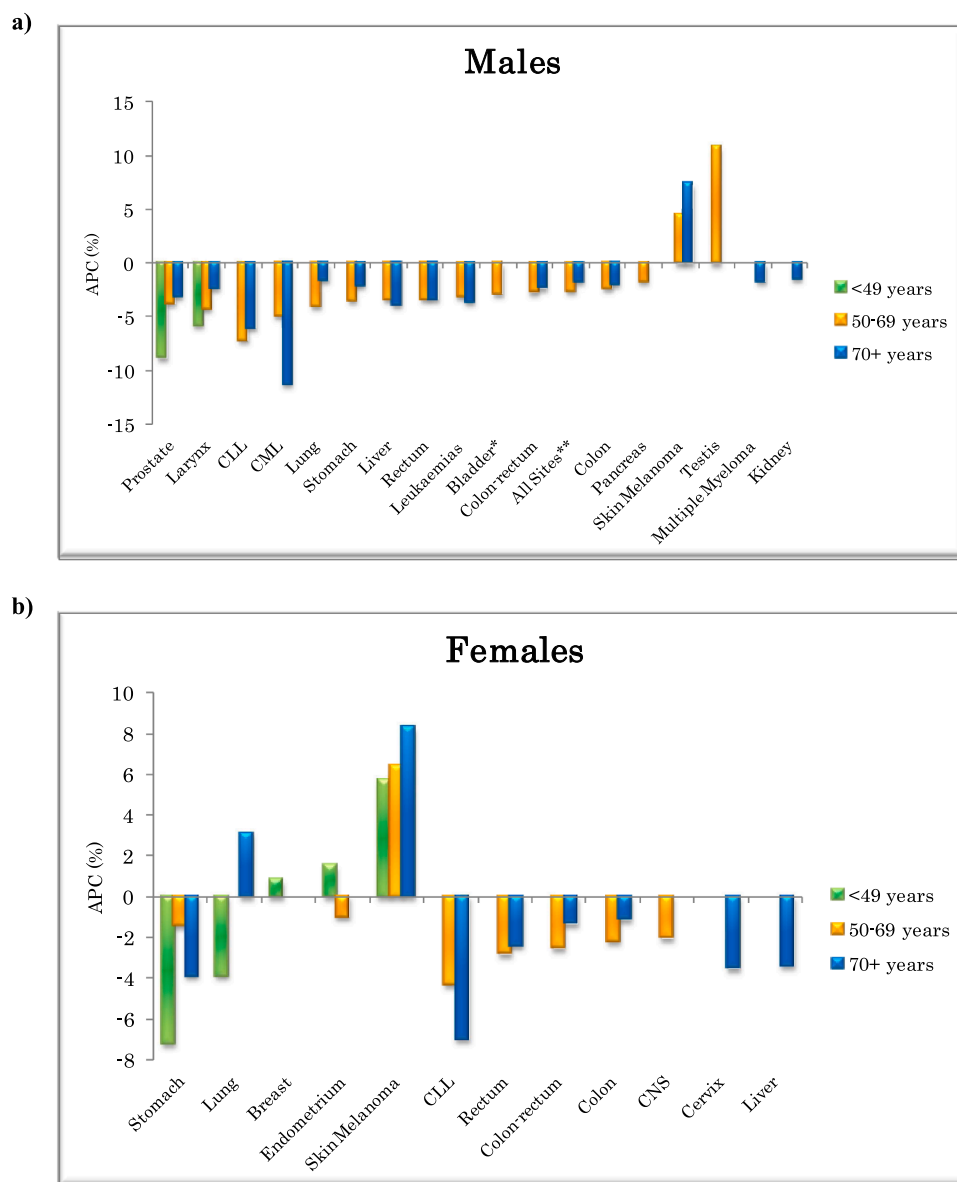 a)
Males
15
10
5
0
-5
-10
-15
APC (%)
Prostate
Larynx
CLL
CML
Lung
Stomach
Liver
Rectum
Leukaemias
Bladder*
Colon-rectum
All Sites**
Colon
Pancreas
Skin Melanoma
Testis
Multiple Myeloma
Kidney
<49 years
50-69 years
70+ years
b)
Females
10
8
6
4
2
0
-2
-4
-6
-8
APC (%)
Stomach
Lung
Breast
Endometrium
Skin Melanoma
CLL
Rectum
Colon-rectum
Colon
CNS
Cervix
Liver
<49 years
50-69 years
70+ years